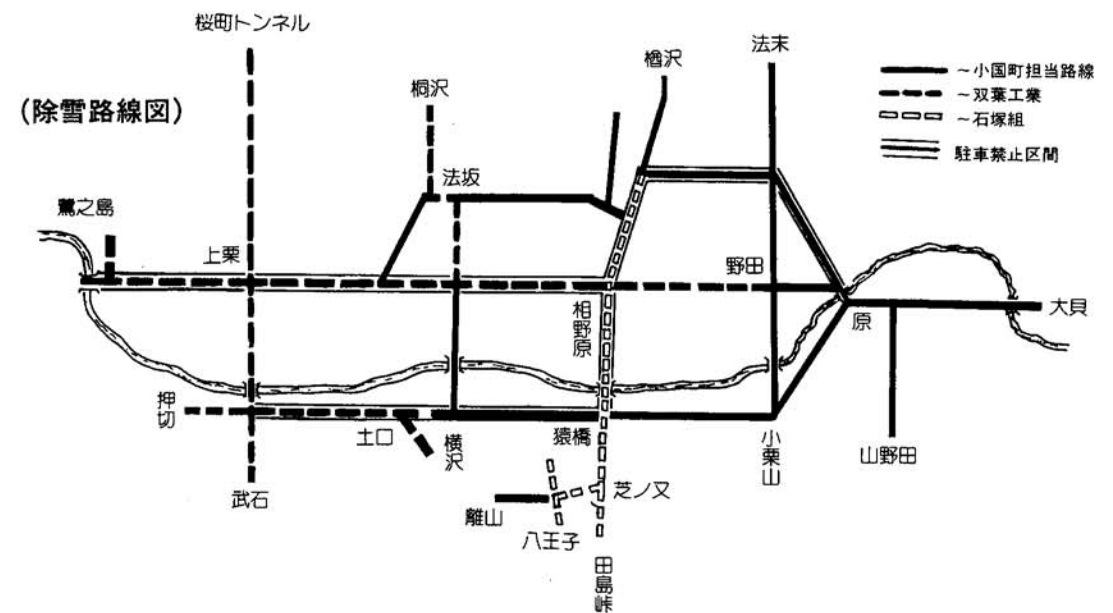 (除雪路線図)
桜町トンネル
桐沢
楢沢
法末
～小国町担当路線
～双葉工業
～石塚組
駐車禁止区間
法坂
鷺之島
上栗
野田
相野原
原
大貝
押切
土口
横沢
猿橋
小栗山
山野田
武石
離山
芝ノ又
八王子
田島峠